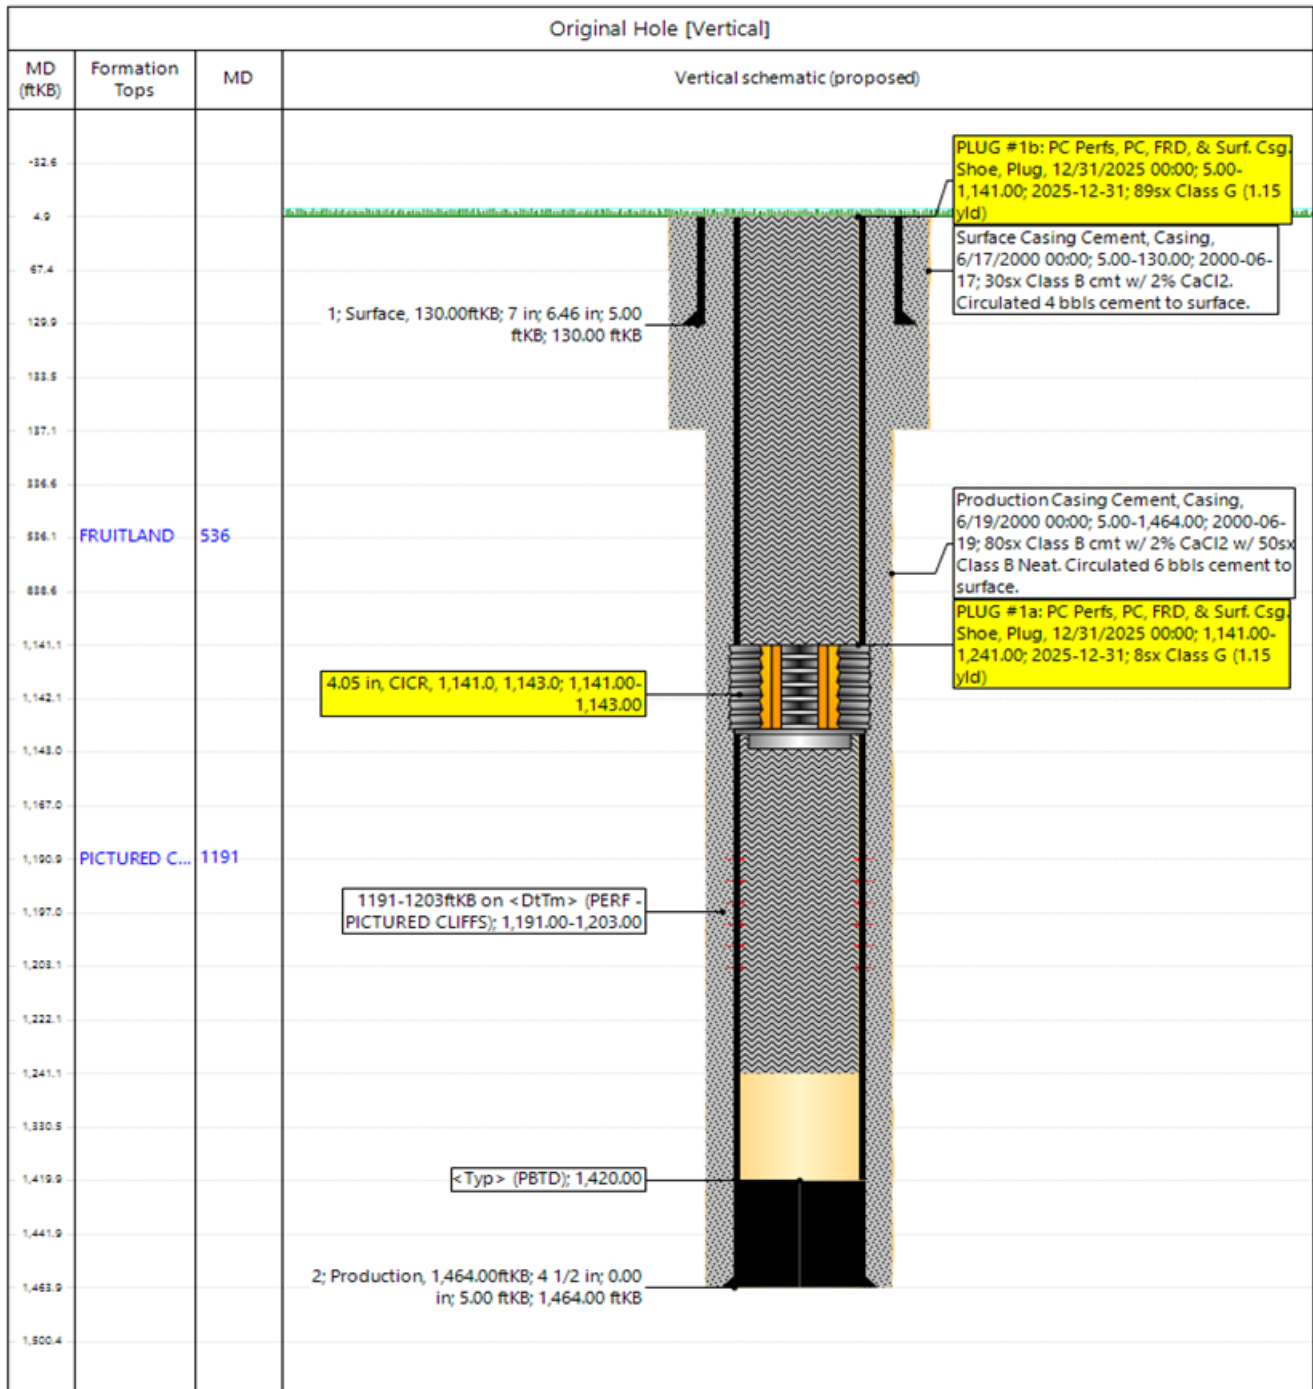 Original Hole [Vertical]
MD
(ftKB)
Formation
Tops
MD
Vertical schematic (proposed)
-32.6
4.9
67.4
129.9
133.5
137.1
336.6
536.1
838.6
1,141.1
1,142.1
1,143.0
1,167.0
1,190.9
1,197.0
1,203.1
1,222.1
1,241.1
1,330.5
1,419.9
1,441.9
1,463.9
1,500.4
FRUITLAND 536
PICTURED C... 1191
PLUG #1b: PC Perfs, PC, FRD, & Surf. Csg.
Shoe, Plug, 12/31/2025 00:00; 5.00-
1,141.00; 2025-12-31; 89sx Class G (1.15
yld)
Surface Casing Cement, Casing,
6/17/2000 00:00; 5.00-130.00; 2000-06-
17; 30sx Class B cmt w/ 2% CaCl2.
Circulated 4 bbls cement to surface.
1; Surface, 130.00ftKB; 7 in; 6.46 in; 5.00
ftKB; 130.00 ftKB
Production Casing Cement, Casing,
6/19/2000 00:00; 5.00-1,464.00; 2000-06-
19; 80sx Class B cmt w/ 2% CaCl2 w/ 50sx
Class B Neat. Circulated 6 bbls cement to
surface.
PLUG #1a: PC Perfs, PC, FRD, & Surf. Csg.
Shoe, Plug, 12/31/2025 00:00; 1,141.00-
1,241.00; 2025-12-31; 8sx Class G (1.15
yld)
4.05 in, CICR, 1,141.0, 1,143.0; 1,141.00-
1,143.00
1191-1203ftKB on <DtTm> (PERF -
PICTURED CLIFFS); 1,191.00-1,203.00
<Typ> (PBTD); 1,420.00
2; Production, 1,464.00ftKB; 4 1/2 in; 0.00
in; 5.00 ftKB; 1,464.00 ftKB